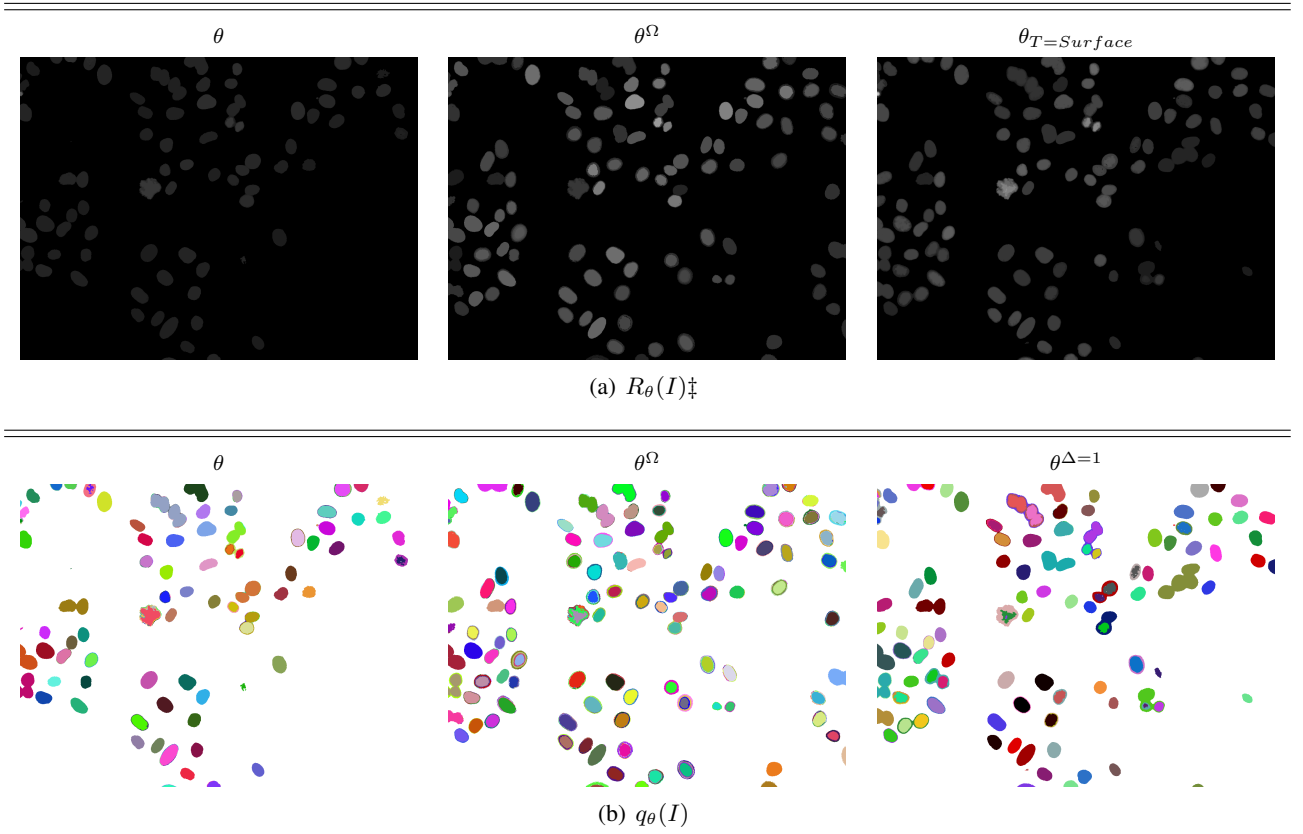 θ θ^Ω θ_{T=Surface}
(a) R_θ(I)‡
θ θ^Ω θ^{Δ=1}
(b) q_θ(I)